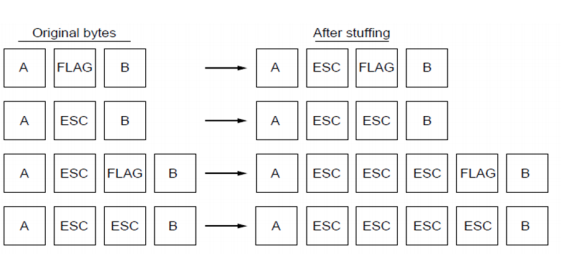 Original bytes After stuffing
A FLAG B A ESC FLAG B
A ESC B A ESC ESC B
A ESC FLAG B A ESC ESC ESC FLAG B
A ESC ESC B A ESC ESC ESC ESC B